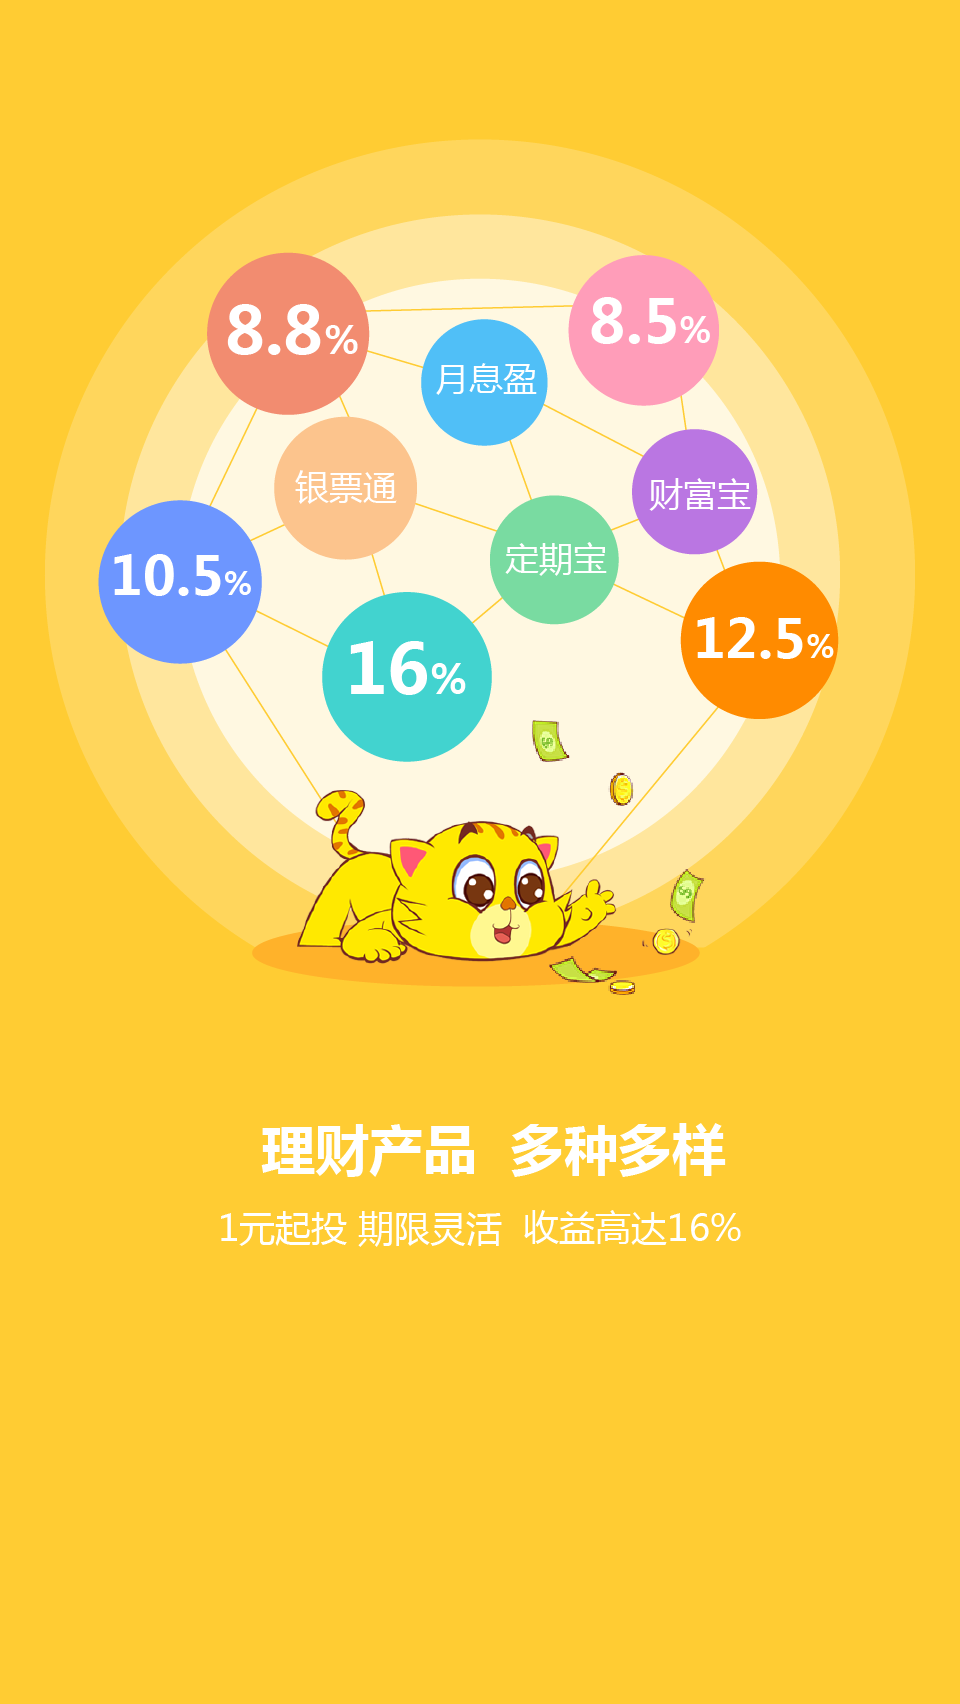 8.8%
8.5%
月息盈
银票通
财富宝
定期宝
10.5%
12.5%
16%
理财产品 多种多样
1元起投 期限灵活 收益高达16%